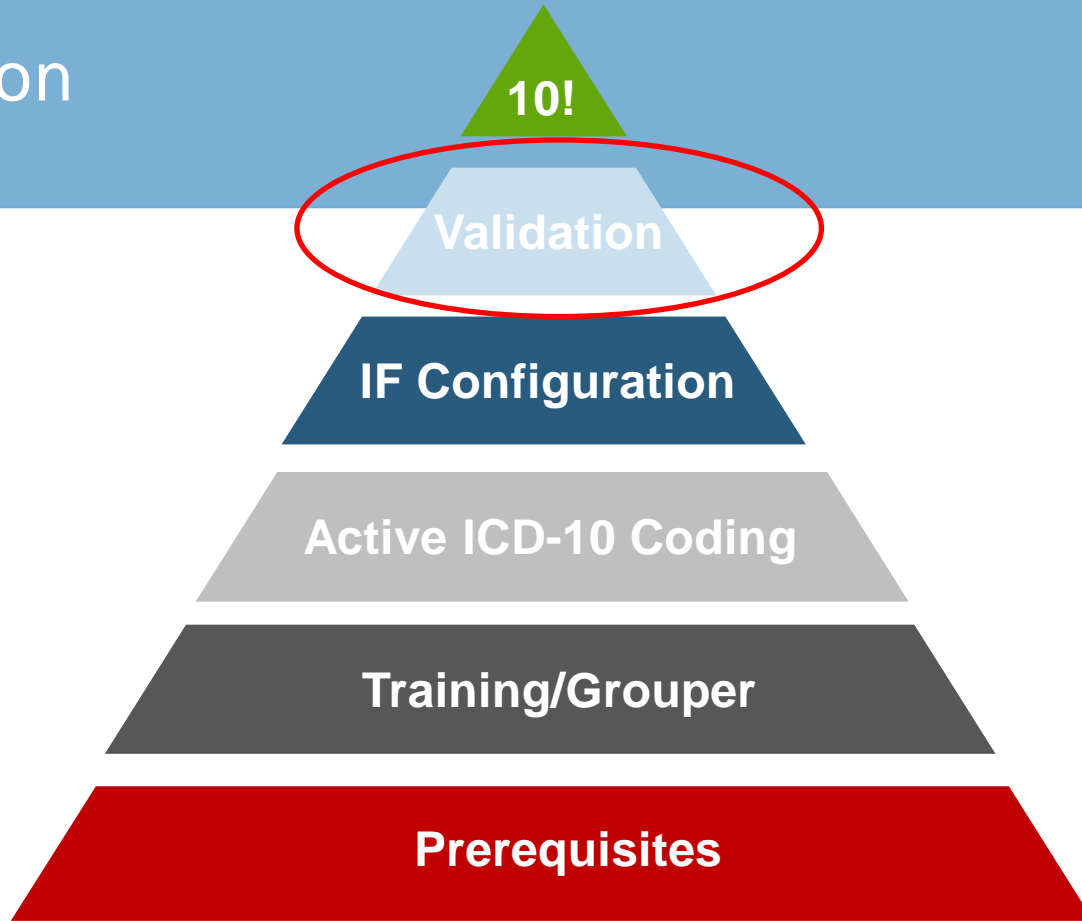 on
10!
Validation
IF Configuration
Active ICD-10 Coding
Training/Grouper
Prerequisites